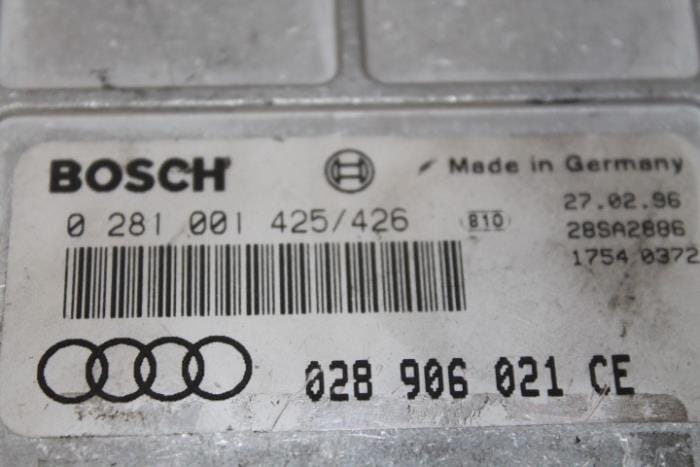 BOSCH
Made in Germany
0 281 001 425/426
810
27.02.96
28SA2886
1754 0372
028 906 021 CE